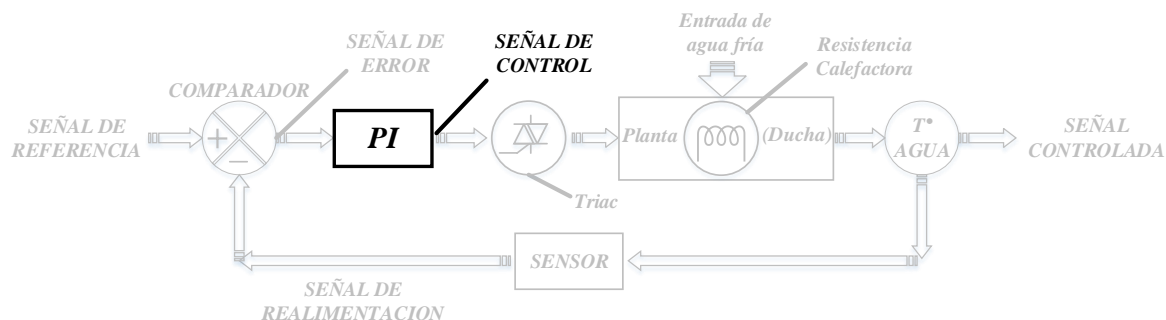 SEÑAL DE
ERROR
SEÑAL DE
CONTROL
Entrada de
agua fría
Resistencia
Calefactora
COMPARADOR
SEÑAL DE
REFERENCIA
+
−
PI
Planta
(Ducha)
T°
AGUA
SEÑAL
CONTROLADA
Triac
SENSOR
SEÑAL DE
REALIMENTACION